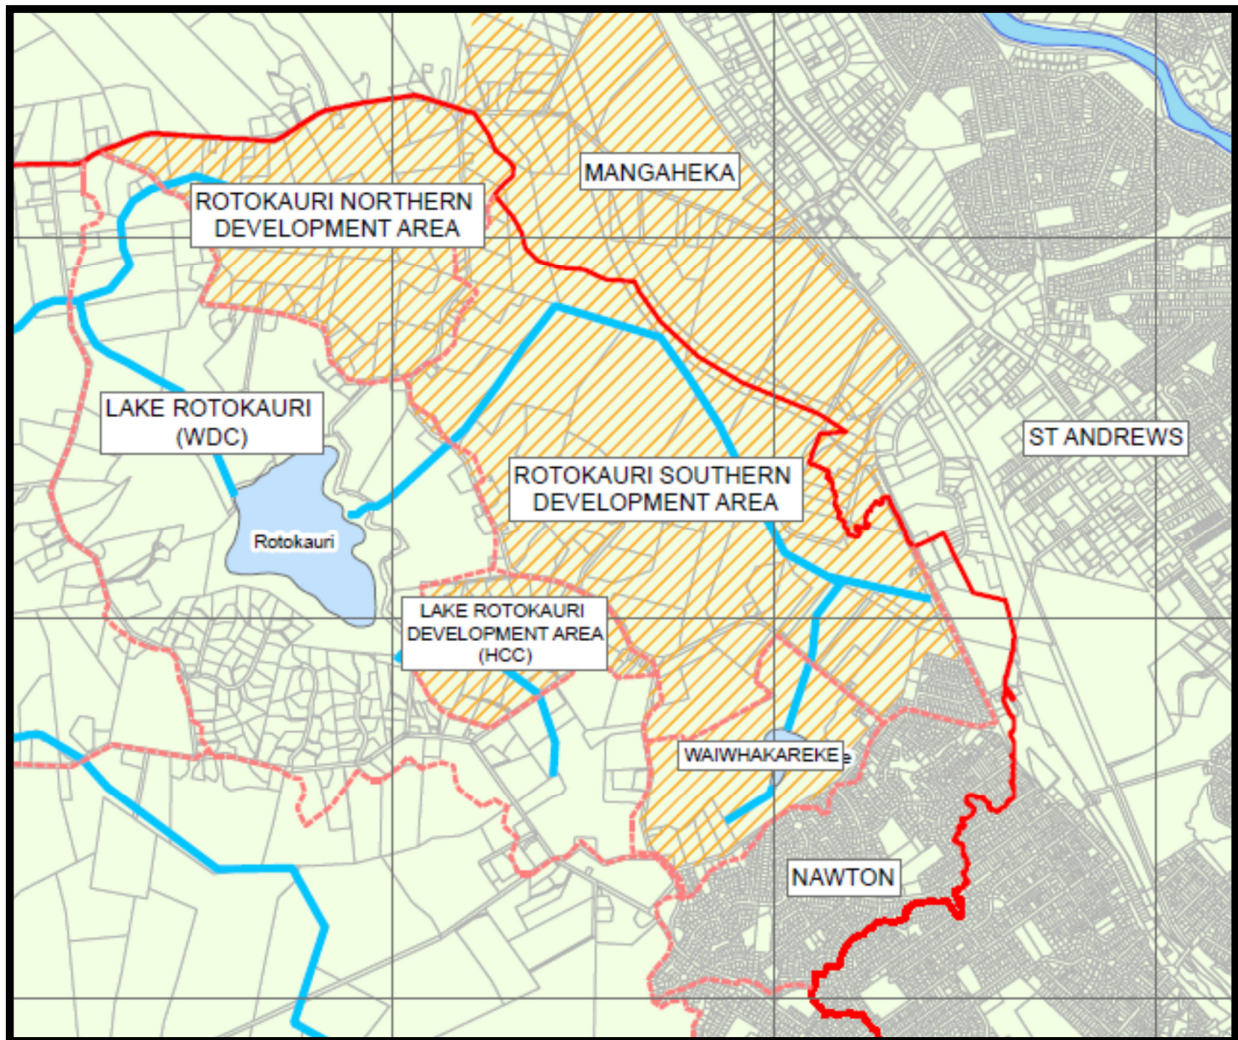 MANGAHEKA
ROTOKAURI NORTHERN
DEVELOPMENT AREA
LAKE ROTOKAURI
(WDC)
ST ANDREWS
ROTOKAURI SOUTHERN
DEVELOPMENT AREA
Rotokauri
LAKE ROTOKAURI
DEVELOPMENT AREA
(HCC)
WAIWHAKAREKE
NAWTON